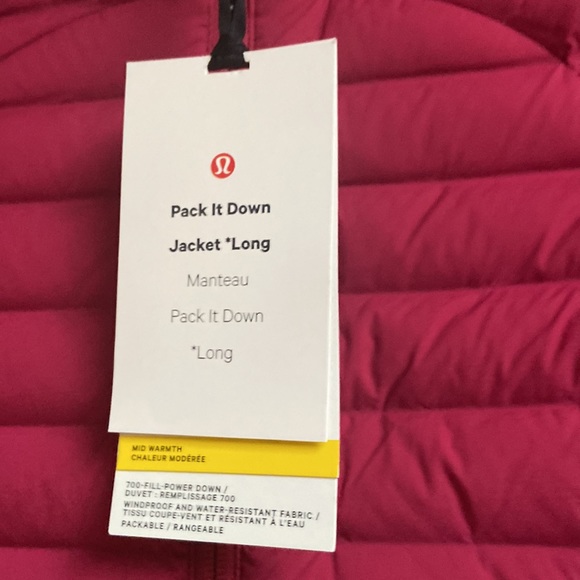 Pack It Down
Jacket *Long
Manteau
Pack It Down
*Long
MID WARMTH
CHALEUR MODÉRÉE
700-FILL-POWER DOWN /
DUVET : REMPLISSAGE 700
WINDPROOF AND WATER-RESISTANT FABRIC /
TISSU COUPE-VENT ET RÉSISTANT À L'EAU
PACKABLE / RANGEABLE